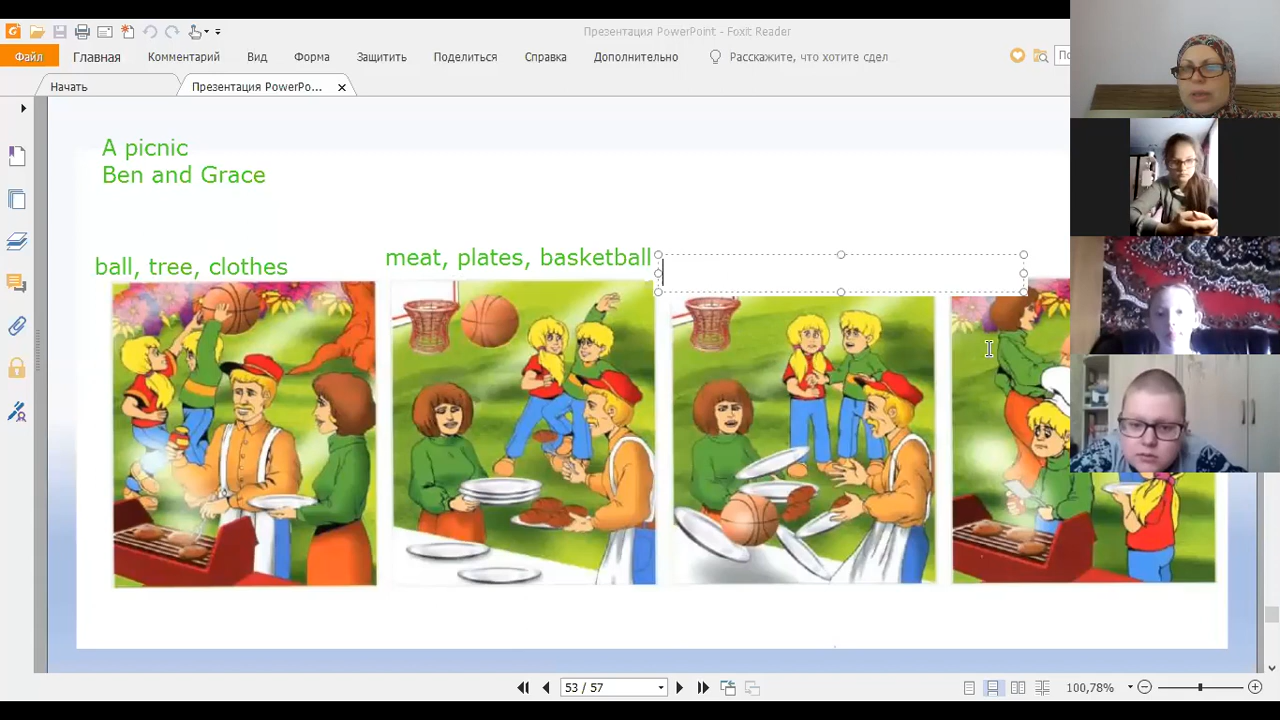 Презентация PowerPoint - Foxit Reader
Файл
Главная
Комментарий
Вид
Форма
Защитить
Поделиться
Справка
Дополнительно
Расскажите, что хотите сдел
Начать
Презентация PowerPo...
A picnic
Ben and Grace
ball, tree, clothes
meat, plates, basketball
53 / 57
100,78%